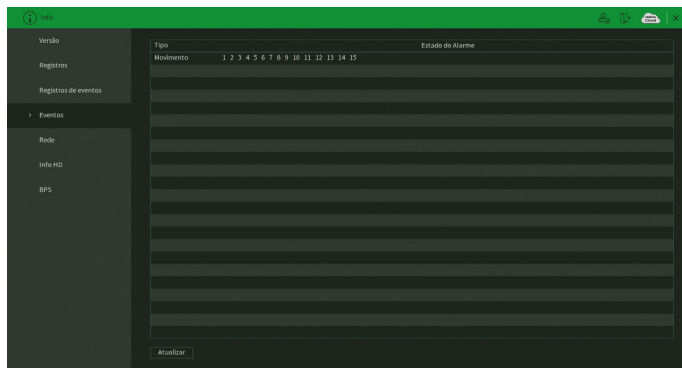 Info
Versão
Registros
Registros de eventos
> Eventos
Rede
Info HD
BPS
Tipo Estado do Alarme
Movimento 1 2 3 4 5 6 7 8 9 10 11 12 13 14 15
Atualizar